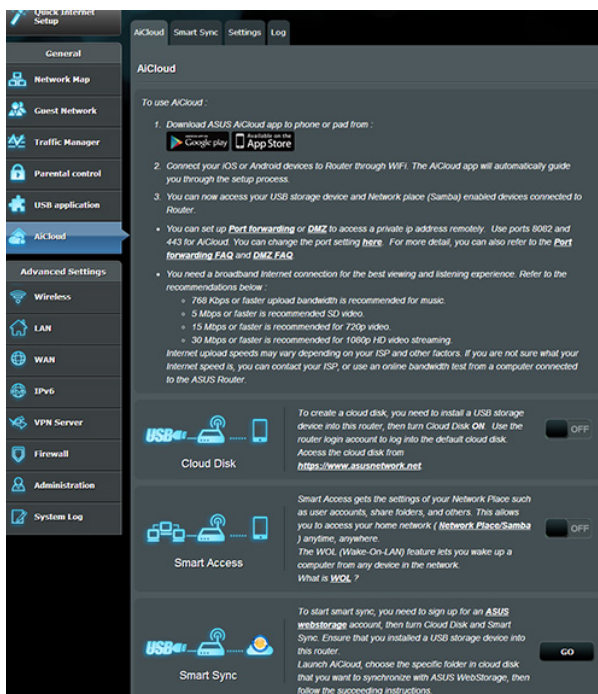 Quick Internet
Setup
General
Network Map
Guest Network
Traffic Manager
Parental control
USB application
AiCloud
Advanced Settings
Wireless
LAN
WAN
IPv6
VPN Server
Firewall
Administration
System Log
AiCloud Smart Sync Settings Log
AiCloud
To use AiCloud :
1. Download ASUS AiCloud app to phone or pad from :
Google play Available on the App Store
2. Connect your iOS or Android devices to Router through WiFi. The AiCloud app will automatically guide
you through the setup process.
3. You can now access your USB storage device and Network place (Samba) enabled devices connected to
Router.
• You can set up Port forwarding or DMZ to access a private ip address remotely. Use ports 8082 and
443 for AiCloud. You can change the port setting here. For more detail, you can also refer to the Port
forwarding FAQ and DMZ FAQ
• You need a broadband Internet connection for the best viewing and listening experience. Refer to the
recommendations below :
768 Kbps or faster upload bandwidth is recommended for music.
5 Mbps or faster is recommended SD video.
15 Mbps or faster is recommended for 720p video.
30 Mbps or faster is recommended for 1080p HD video streaming.
Internet upload speeds may vary depending on your ISP and other factors. If you are not sure what your
Internet speed is, you can contact your ISP, or use an online bandwidth test from a computer connected
to the ASUS Router.
USB
Cloud Disk
To create a cloud disk, you need to install a USB storage
device into this router, then turn Cloud Disk ON. Use the
router login account to log into the default cloud disk.
Access the cloud disk from
https://www.asusnetwork.net.
OFF
Smart Access
Smart Access gets the settings of your Network Place such
as user accounts, share folders, and others. This allows
you to access your home network ( Network Place/Samba
) anytime, anywhere.
The WOL (Wake-On-LAN) feature lets you wake up a
computer from any device in the network.
What is WOL ?
OFF
USB
Smart Sync
To start smart sync, you need to sign up for an ASUS
webstorage account, then turn Cloud Disk and Smart
Sync. Ensure that you installed a USB storage device into
this router.
Launch AiCloud, choose the specific folder in cloud disk
that you want to synchronize with ASUS WebStorage, then
follow the succeeding instructions.
GO